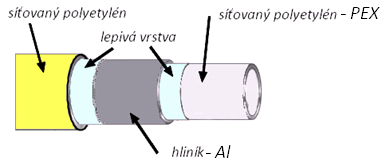 síťovaný polyetylén
síťovaný polyetylén - PEX
lepivá vrstva
hliník - Al